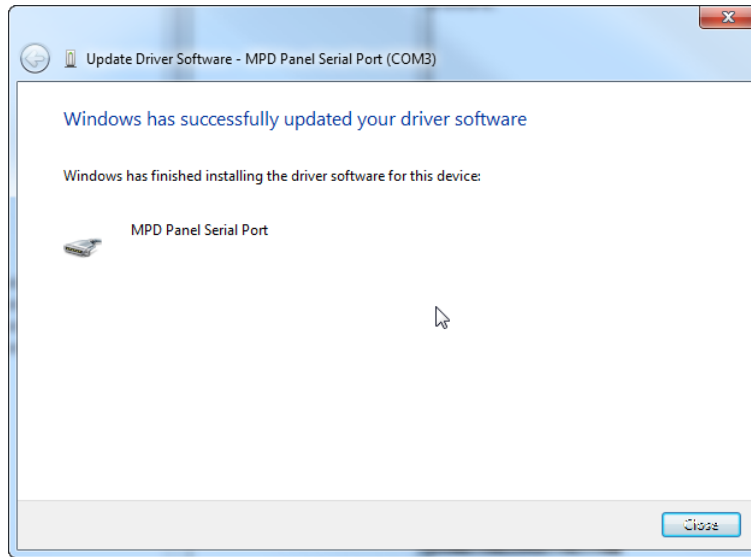 Update Driver Software - MPD Panel Serial Port (COM3)
Windows has successfully updated your driver software
Windows has finished installing the driver software for this device:
MPD Panel Serial Port
Close